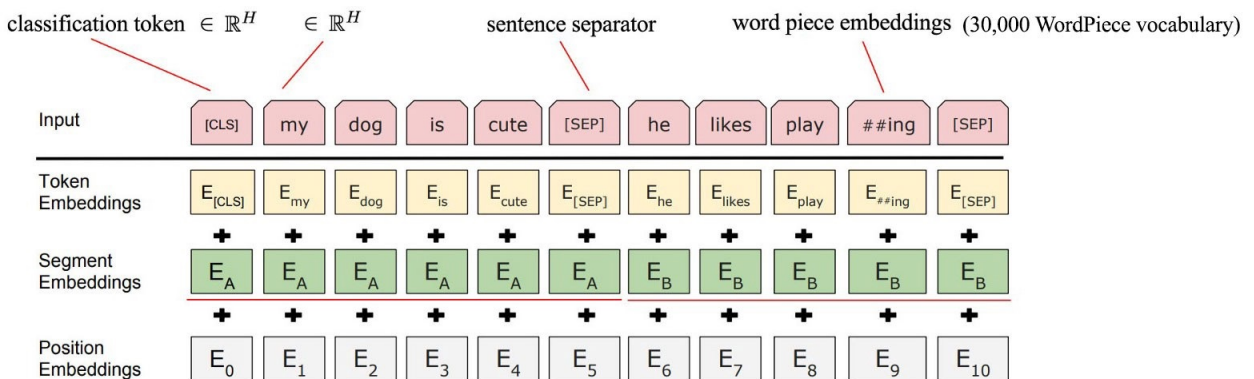 classification token ∈ ℝ^H ∈ ℝ^H sentence separator word piece embeddings (30,000 WordPiece vocabulary)
Input [CLS] my dog is cute [SEP] he likes play ##ing [SEP]
Token
Embeddings E[CLS] Emy Edog Eis Ecute E[SEP] Ehe Elikes Eplay E##ing E[SEP]
+ + + + + + + + + + +
Segment
Embeddings EA EA EA EA EA EA EB EB EB EB EB
+ + + + + + + + + + +
Position
Embeddings E0 E1 E2 E3 E4 E5 E6 E7 E8 E9 E10